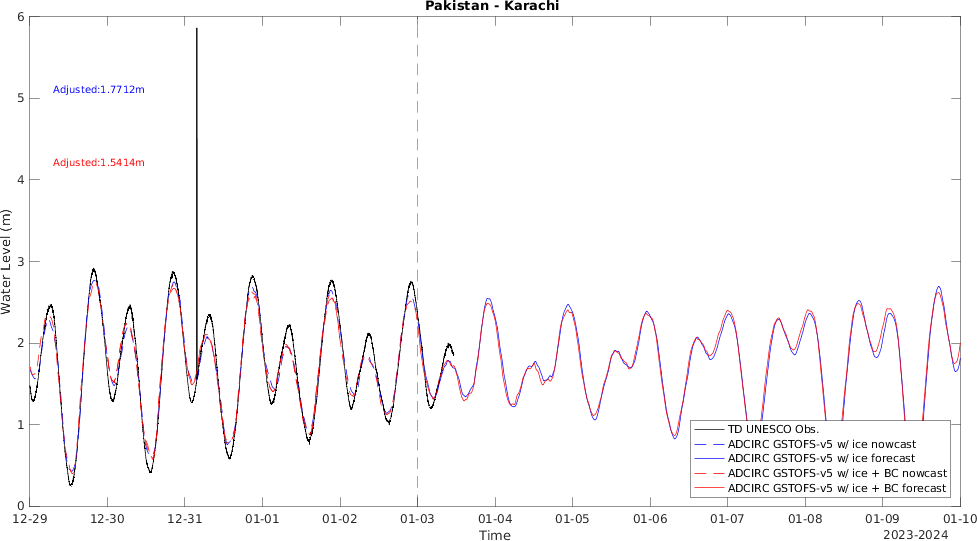 Pakistan - Karachi
6
5
4
3
2
1
0
Water Level (m)
Adjusted:1.7712m
Adjusted:1.5414m
TD UNESCO Obs.
ADCIRC GSTOFS-v5 w/ ice nowcast
ADCIRC GSTOFS-v5 w/ ice forecast
ADCIRC GSTOFS-v5 w/ ice + BC nowcast
ADCIRC GSTOFS-v5 w/ ice + BC forecast
12-29 12-30 12-31 01-01 01-02 01-03 01-04 01-05 01-06 01-07 01-08 01-09 01-10
Time
2023-2024